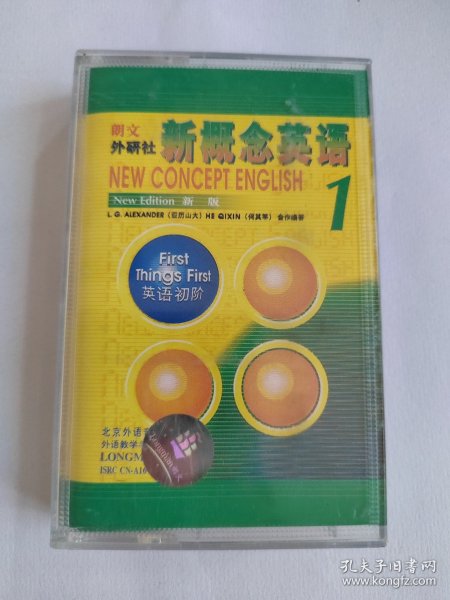 朗文
外研社 新概念英语
NEW CONCEPT ENGLISH
New Edition 新 版
1
L. G. ALEXANDER (亚历山大) HE QIXIN (何其莘) 合作编著
First
Things First
英语初阶
北京外语
外语教学
LONGM
ISRC CN-A1
Longman
孔夫子旧书网
www.kongfz.com